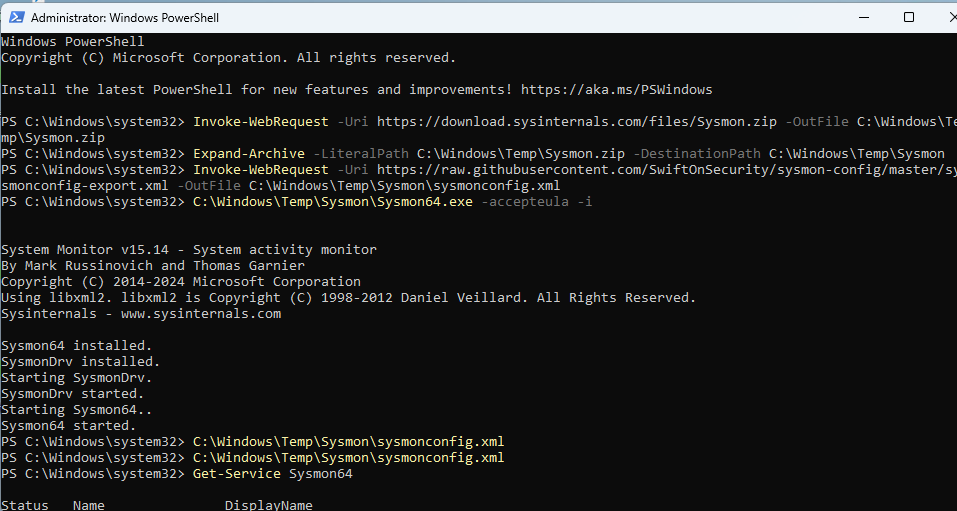 Administrator: Windows PowerShell
Windows PowerShell
Copyright (C) Microsoft Corporation. All rights reserved.
Install the latest PowerShell for new features and improvements! https://aka.ms/PSWindows
PS C:\Windows\system32> Invoke-WebRequest -Uri https://download.sysinternals.com/files/Sysmon.zip -OutFile C:\Windows\Te
mp\Sysmon.zip
PS C:\Windows\system32> Expand-Archive -LiteralPath C:\Windows\Temp\Sysmon.zip -DestinationPath C:\Windows\Temp\Sysmon
PS C:\Windows\system32> Invoke-WebRequest -Uri https://raw.githubusercontent.com/SwiftOnSecurity/sysmon-config/master/sy
smonconfig-export.xml -OutFile C:\Windows\Temp\Sysmon\sysmonconfig.xml
PS C:\Windows\system32> C:\Windows\Temp\Sysmon\Sysmon64.exe -accepteula -i
System Monitor v15.14 - System activity monitor
By Mark Russinovich and Thomas Garnier
Copyright (C) 2014-2024 Microsoft Corporation
Using libxml2. libxml2 is Copyright (C) 1998-2012 Daniel Veillard. All Rights Reserved.
Sysinternals - www.sysinternals.com
Sysmon64 installed.
SysmonDrv installed.
Starting SysmonDrv.
SysmonDrv started.
Starting Sysmon64..
Sysmon64 started.
PS C:\Windows\system32> C:\Windows\Temp\Sysmon\sysmonconfig.xml
PS C:\Windows\system32> C:\Windows\Temp\Sysmon\sysmonconfig.xml
PS C:\Windows\system32> Get-Service Sysmon64
Status Name DisplayName